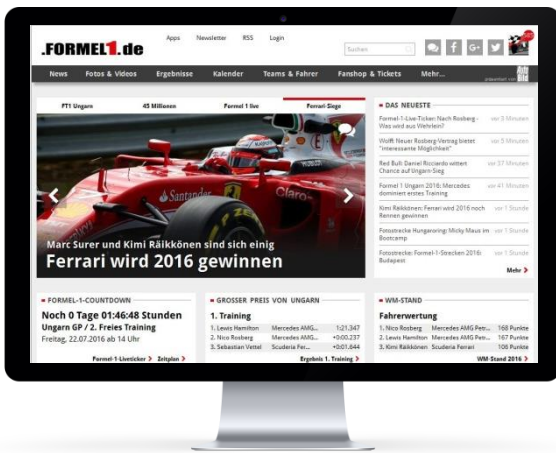 .FORMEL1.de
Apps Newsletter RSS Login
Suchen
News Fotos & Videos Ergebnisse Kalender Teams & Fahrer Fanshop & Tickets Mehr...
präsentiert von
FT1 Ungarn 45 Millionen Formel 1 live Ferrari-Siege
Santander
Claro
Marc Surer und Kimi Räikkönen sind sich einig
Ferrari wird 2016 gewinnen
DAS NEUESTE
Formel-1-Live-Ticker: Nach Rosberg - vor 3 Minuten
Was wird aus Wehrlein?
Wolff: Neuer Rosberg-Vertrag bietet vor 5 Minuten
"interessante Möglichkeit"
Red Bull: Daniel Ricciardo wittert vor 37 Minuten
Chance auf Ungarn-Sieg
Formel 1 Ungarn 2016: Mercedes vor 41 Minuten
dominiert erstes Training
Kimi Räikkönen: Ferrari wird 2016 noch vor 1 Stunde
Rennen gewinnen
Fotostrecke Hungaroring: Micky Maus im vor 1 Stunde
Bootcamp
Fotostrecke: Formel-1-Strecken 2016: vor 1 Stunde
Budapest
Mehr
FORMEL-1-COUNTDOWN
Noch 0 Tage 01:46:48 Stunden
Ungarn GP / 2. Freies Training
Freitag, 22.07.2016 ab 14 Uhr
Formel-1-Liveticker Zeitplan
GROSSER PREIS VON UNGARN
1. Training
1. Lewis Hamilton Mercedes AMG... 1:21.347
2. Nico Rosberg Mercedes AMG... +0:00.237
3. Sebastian Vettel Scuderia Fer... +0:01.644
Ergebnis 1. Training
WM-STAND
Fahrerwertung
1. Nico Rosberg Mercedes AMG Petr... 168 Punkte
2. Lewis Hamilton Mercedes AMG Petr... 167 Punkte
3. Kimi Räikkönen Scuderia Ferrari 106 Punkte
WM-Stand 2016